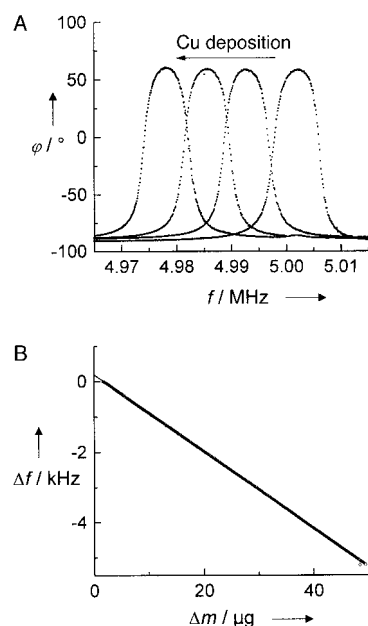 A
Cu deposition
100
50
0
-50
-100
φ / °
4.97 4.98 4.99 5.00 5.01
f / MHz
B
0
-2
-4
Δf / kHz
0 20 40
Δm / μg